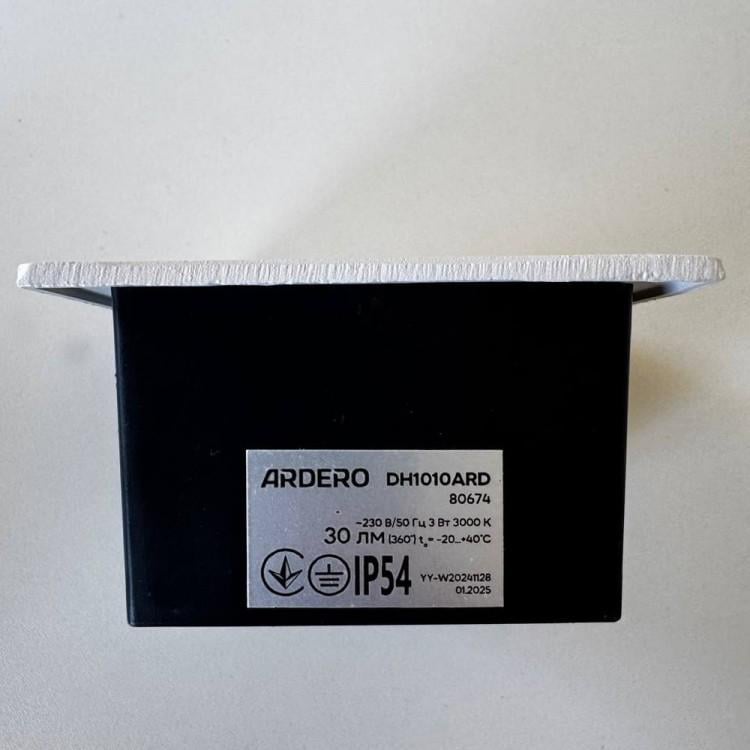 ARDERO DH1010ARD
80674
~230 В/50 Гц 3 Вт 3000 К
30 ЛМ (360°) tₐ= -20...+40°C
IP54
YY-W20241128
01.2025